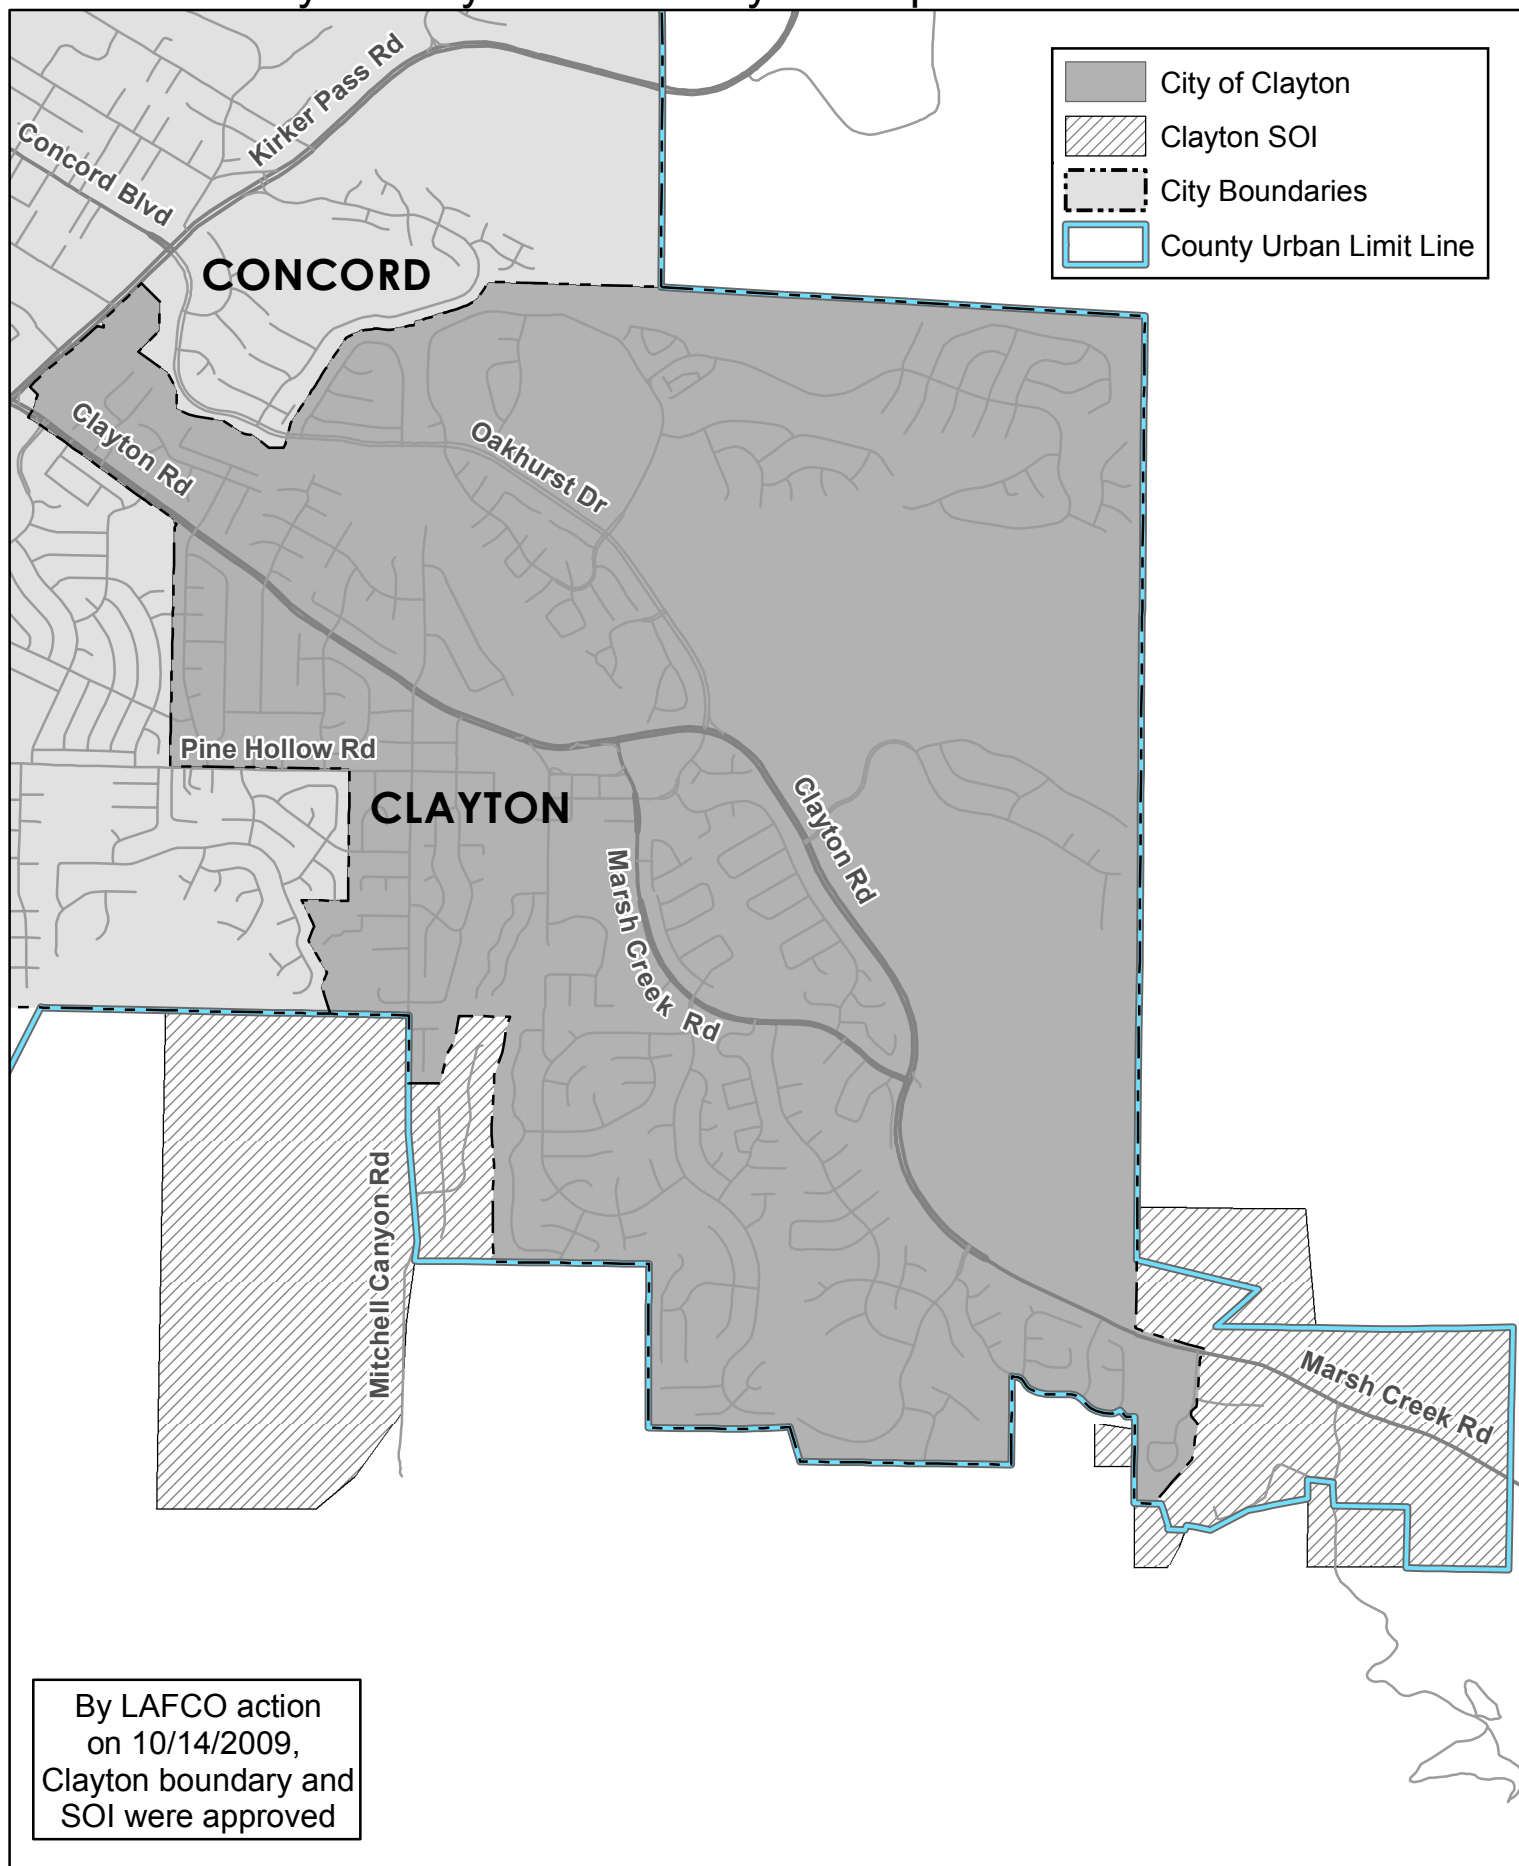 City of Clayton
Clayton SOI
City Boundaries
County Urban Limit Line
Kirker Pass Rd
Concord Blvd
CONCORD
Clayton Rd
Oakhurst Dr
Pine Hollow Rd
CLAYTON
Clayton Rd
Marsh Creek Rd
Mitchell Canyon Rd
Marsh Creek Rd
By LAFCO action
on 10/14/2009,
Clayton boundary and
SOI were approved